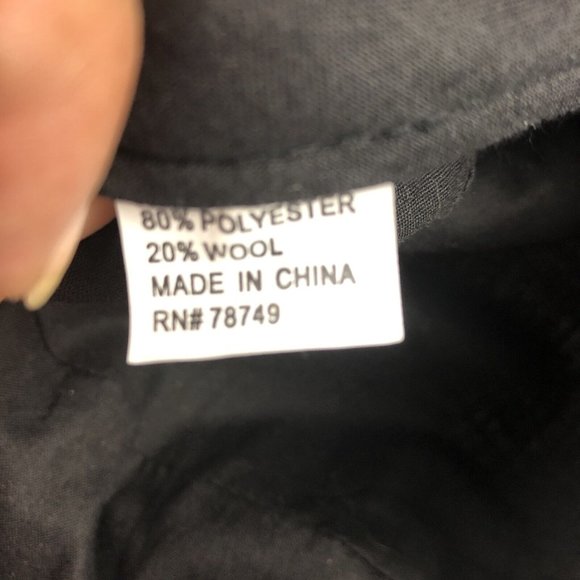 80% POLYESTER
20% WOOL
MADE IN CHINA
RN# 78749